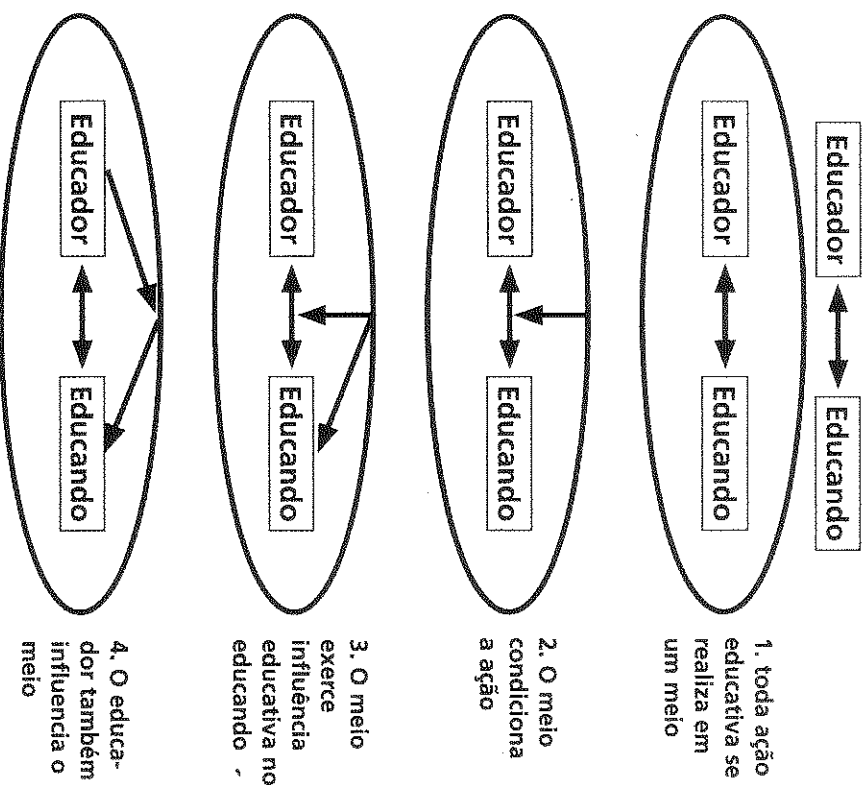 Educador
Educando
Educador
Educando
1. toda ação
educativa se
realiza em
um meio
Educador
Educando
2. O meio
condiciona
a ação
Educador
Educando
3. O meio
exerce
influência
educativa no
educando -
Educador
Educando
4. O educa-
dor também
influencia o
meio